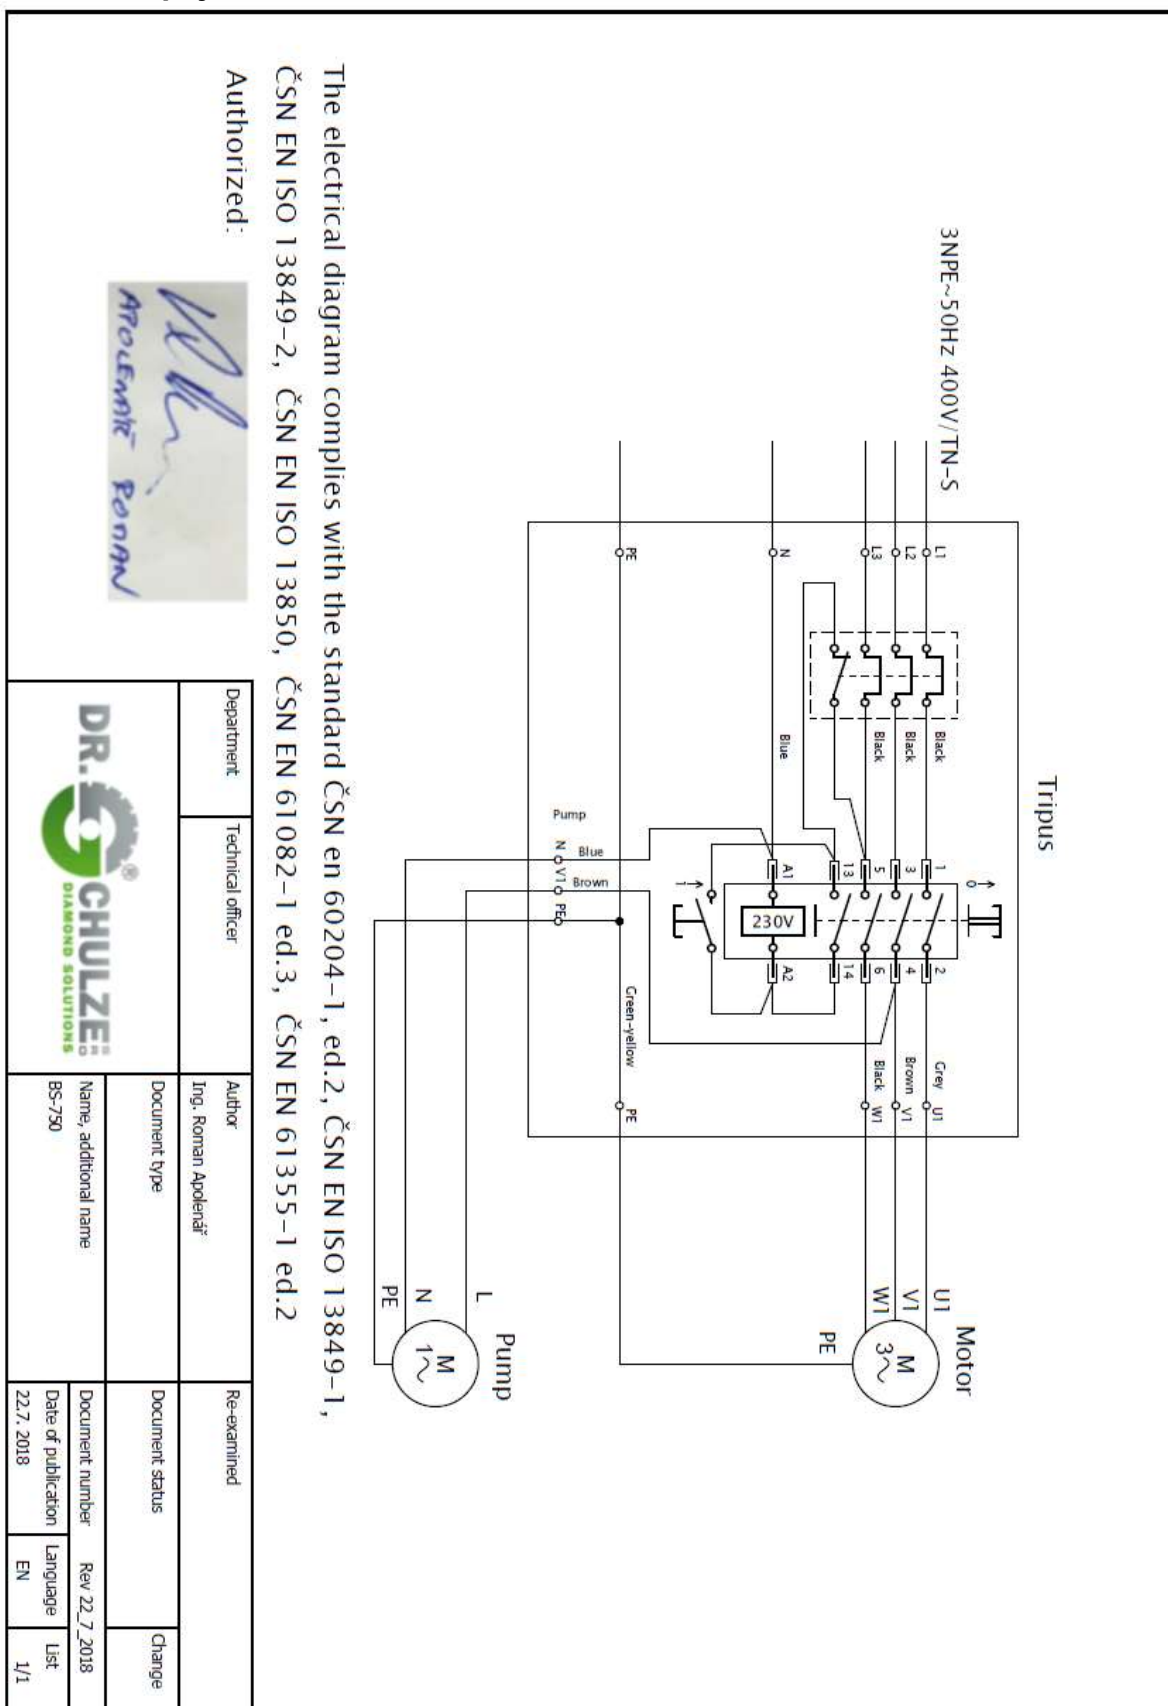 3NPE~50Hz 400V/TN-S
Tripus
Motor
L1
L2
L3
N
PE
Black
Black
Black
Blue
1
3
5
13
A1
0
230V
1
2
4
6
14
A2
Grey
Brown
Black
U1
V1
W1
PE
Green-yellow
U1
V1
W1
PE
M
3~
Pump
N
V1
PE
Blue
Brown
Pump
L
N
PE
M
1~
The electrical diagram complies with the standard ČSN en 60204-1, ed.2, ČSN EN ISO 13849-1,
ČSN EN ISO 13849-2, ČSN EN ISO 13850, ČSN EN 61082-1 ed.3, ČSN EN 61355-1 ed.2
Authorized:
APOLENÁŘ ROMAN
Department
Technical officer
Author
Ing. Roman Apolenář
Re-examined
Document type
Document status
Change
DR. SCHULZE
®
DIAMOND SOLUTIONS
Name, additional name
BS-750
Document number
Rev 22_7_2018
Date of publication
22.7. 2018
Language
EN
List
1/1